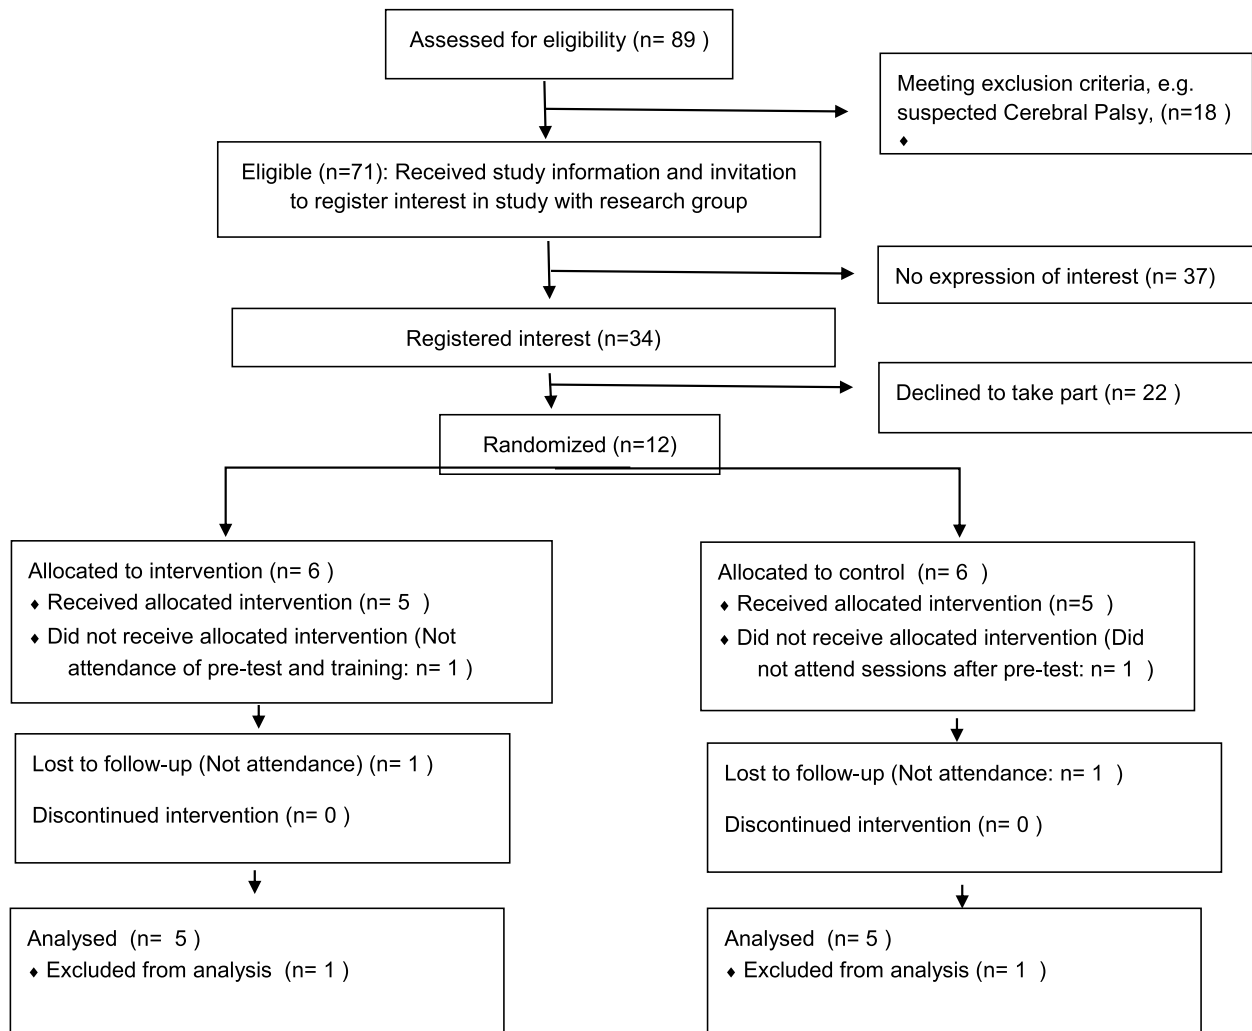 Assessed for eligibility (n= 89 )
Meeting exclusion criteria, e.g.
suspected Cerebral Palsy, (n=18 )
♦
Eligible (n=71): Received study information and invitation
to register interest in study with research group
No expression of interest (n= 37)
Registered interest (n=34)
Declined to take part (n= 22 )
Randomized (n=12)
Allocated to intervention (n= 6 )
♦ Received allocated intervention (n= 5 )
♦ Did not receive allocated intervention (Not
attendance of pre-test and training: n= 1 )
Allocated to control (n= 6 )
♦ Received allocated intervention (n=5 )
♦ Did not receive allocated intervention (Did
not attend sessions after pre-test: n= 1 )
Lost to follow-up (Not attendance) (n= 1 )
Discontinued intervention (n= 0 )
Lost to follow-up (Not attendance: n= 1 )
Discontinued intervention (n= 0 )
Analysed (n= 5 )
♦ Excluded from analysis (n= 1 )
Analysed (n= 5 )
♦ Excluded from analysis (n= 1 )